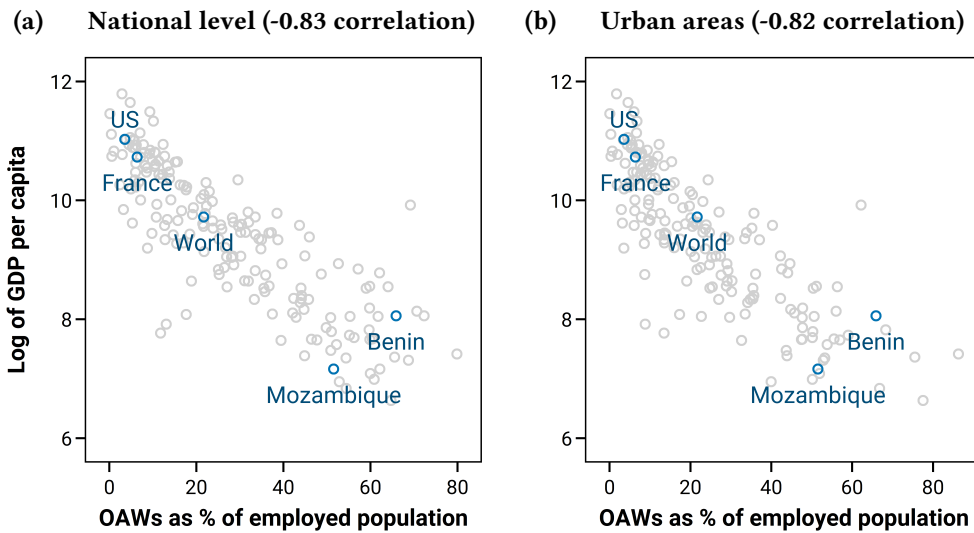 (a) National level (-0.83 correlation)
12
10
8
6
Log of GDP per capita
US
France
World
Benin
Mozambique
0 20 40 60 80
OAWs as % of employed population
(b) Urban areas (-0.82 correlation)
12
10
8
6
US
France
World
Benin
Mozambique
0 20 40 60 80
OAWs as % of employed population